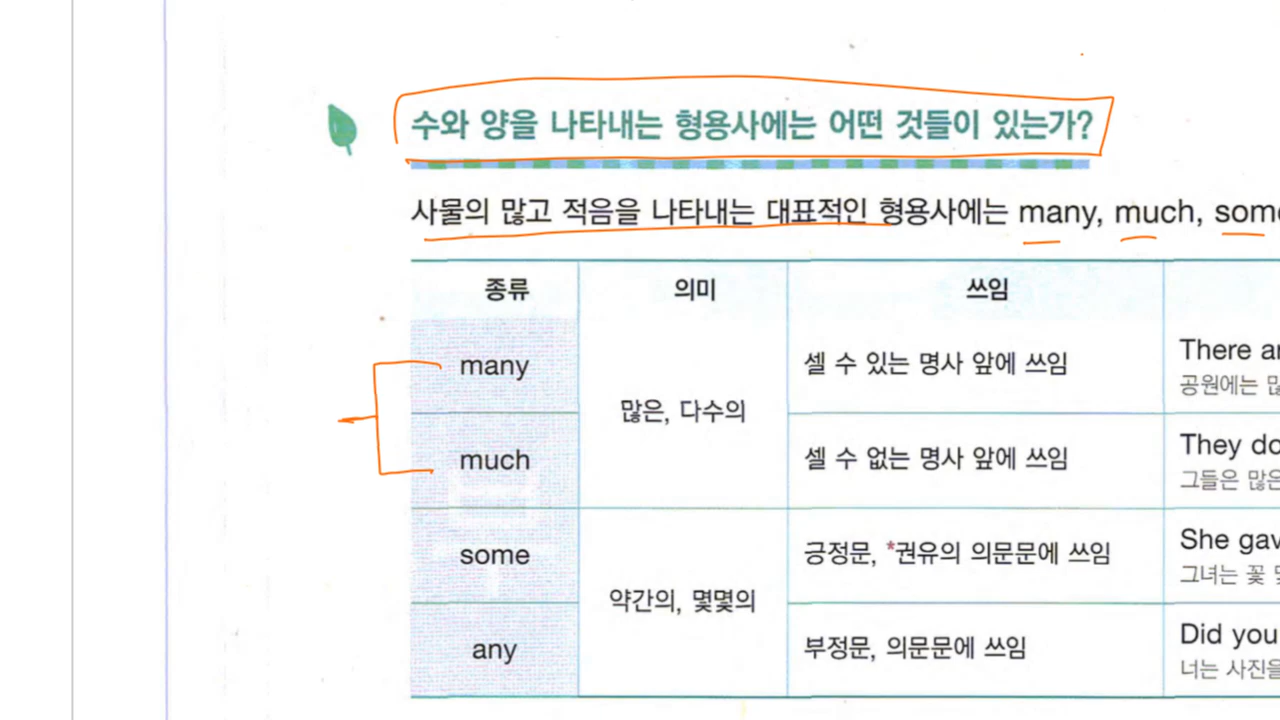 수와 양을 나타내는 형용사에는 어떤 것들이 있는가?
사물의 많고 적음을 나타내는 대표적인 형용사에는 many, much, some
종류 의미 쓰임
many 많은, 다수의 셀 수 있는 명사 앞에 쓰임 There
공원에는
much 셀 수 없는 명사 앞에 쓰임 They do
그들은 많은
some 약간의, 몇몇의 긍정문, *권유의 의문문에 쓰임 She gav
그녀는 꽃
any 부정문, 의문문에 쓰임 Did you
너는 사진을